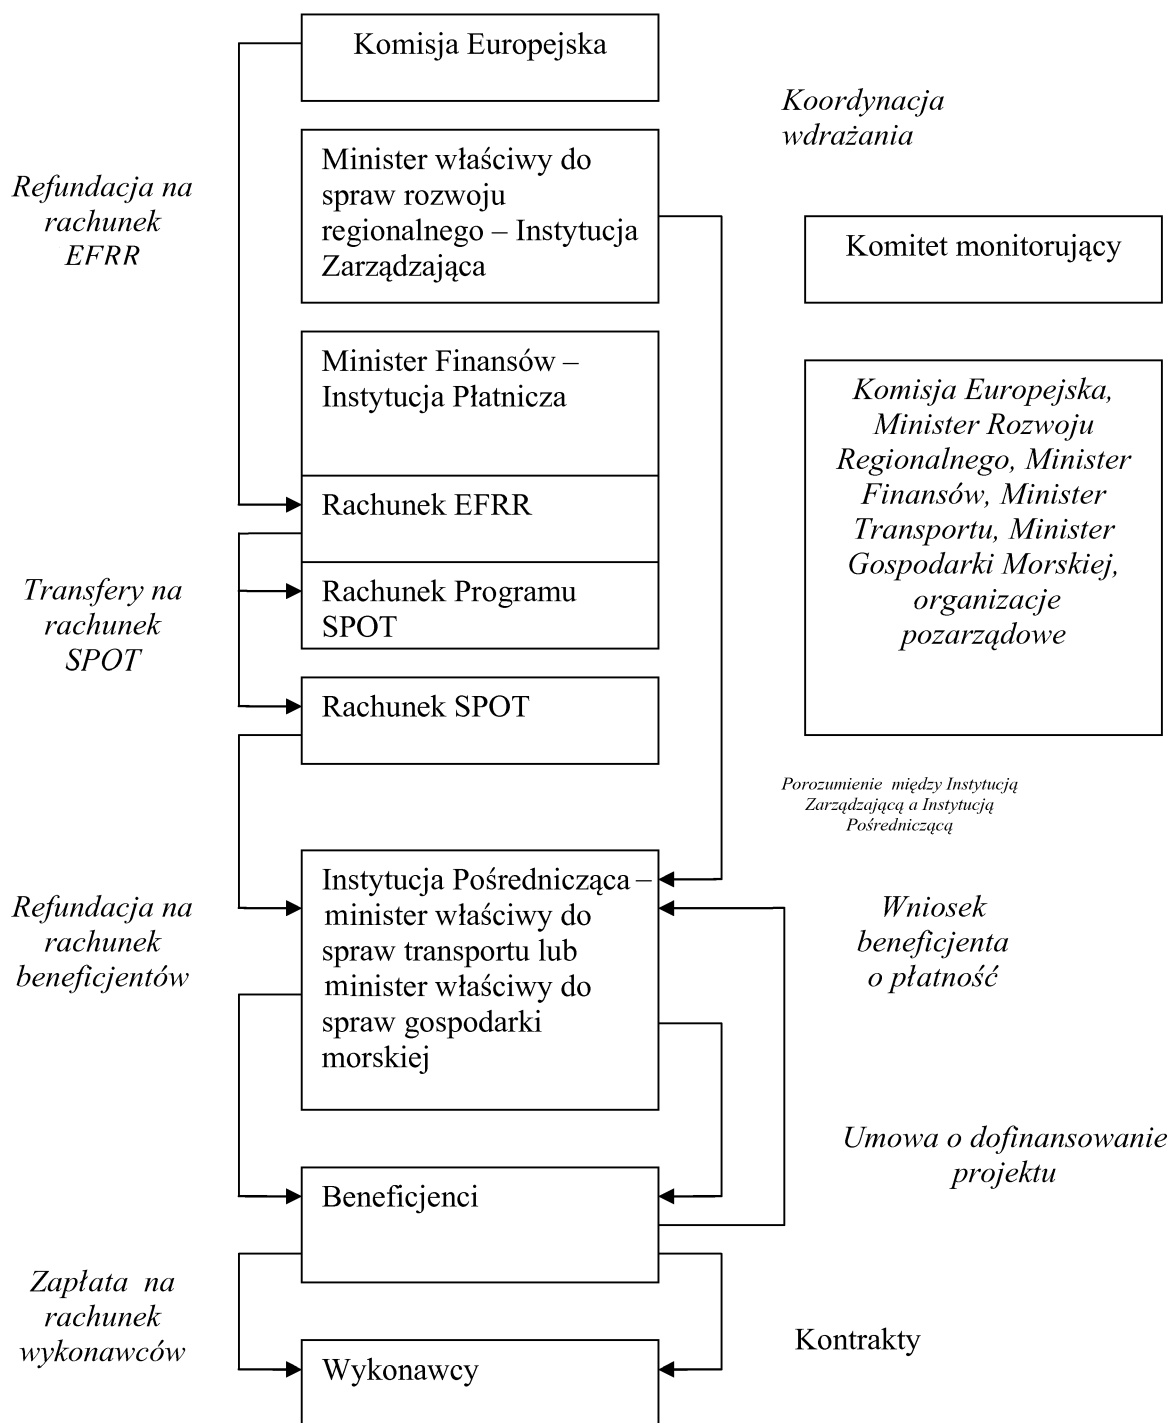 Komisja Europejska
Koordynacja
wdrażania
Refundacja na
rachunek
EFRR
Minister właściwy do
spraw rozwoju
regionalnego – Instytucja
Zarządzająca
Komitet monitorujący
Minister Finansów –
Instytucja Płatnicza
Komisja Europejska,
Minister Rozwoju
Regionalnego, Minister
Finansów, Minister
Transportu, Minister
Gospodarki Morskiej,
organizacje
pozarządowe
Rachunek EFRR
Transfery na
rachunek
SPOT
Rachunek Programu
SPOT
Rachunek SPOT
Porozumienie między Instytucją
Zarządzającą a Instytucją
Pośredniczącą
Refundacja na
rachunek
beneficjentów
Instytucja Pośrednicząca –
minister właściwy do
spraw transportu lub
minister właściwy do
spraw gospodarki
morskiej
Wniosek
beneficjenta
o płatność
Umowa o dofinansowanie
projektu
Beneficjenci
Zapłata na
rachunek
wykonawców
Kontrakty
Wykonawcy